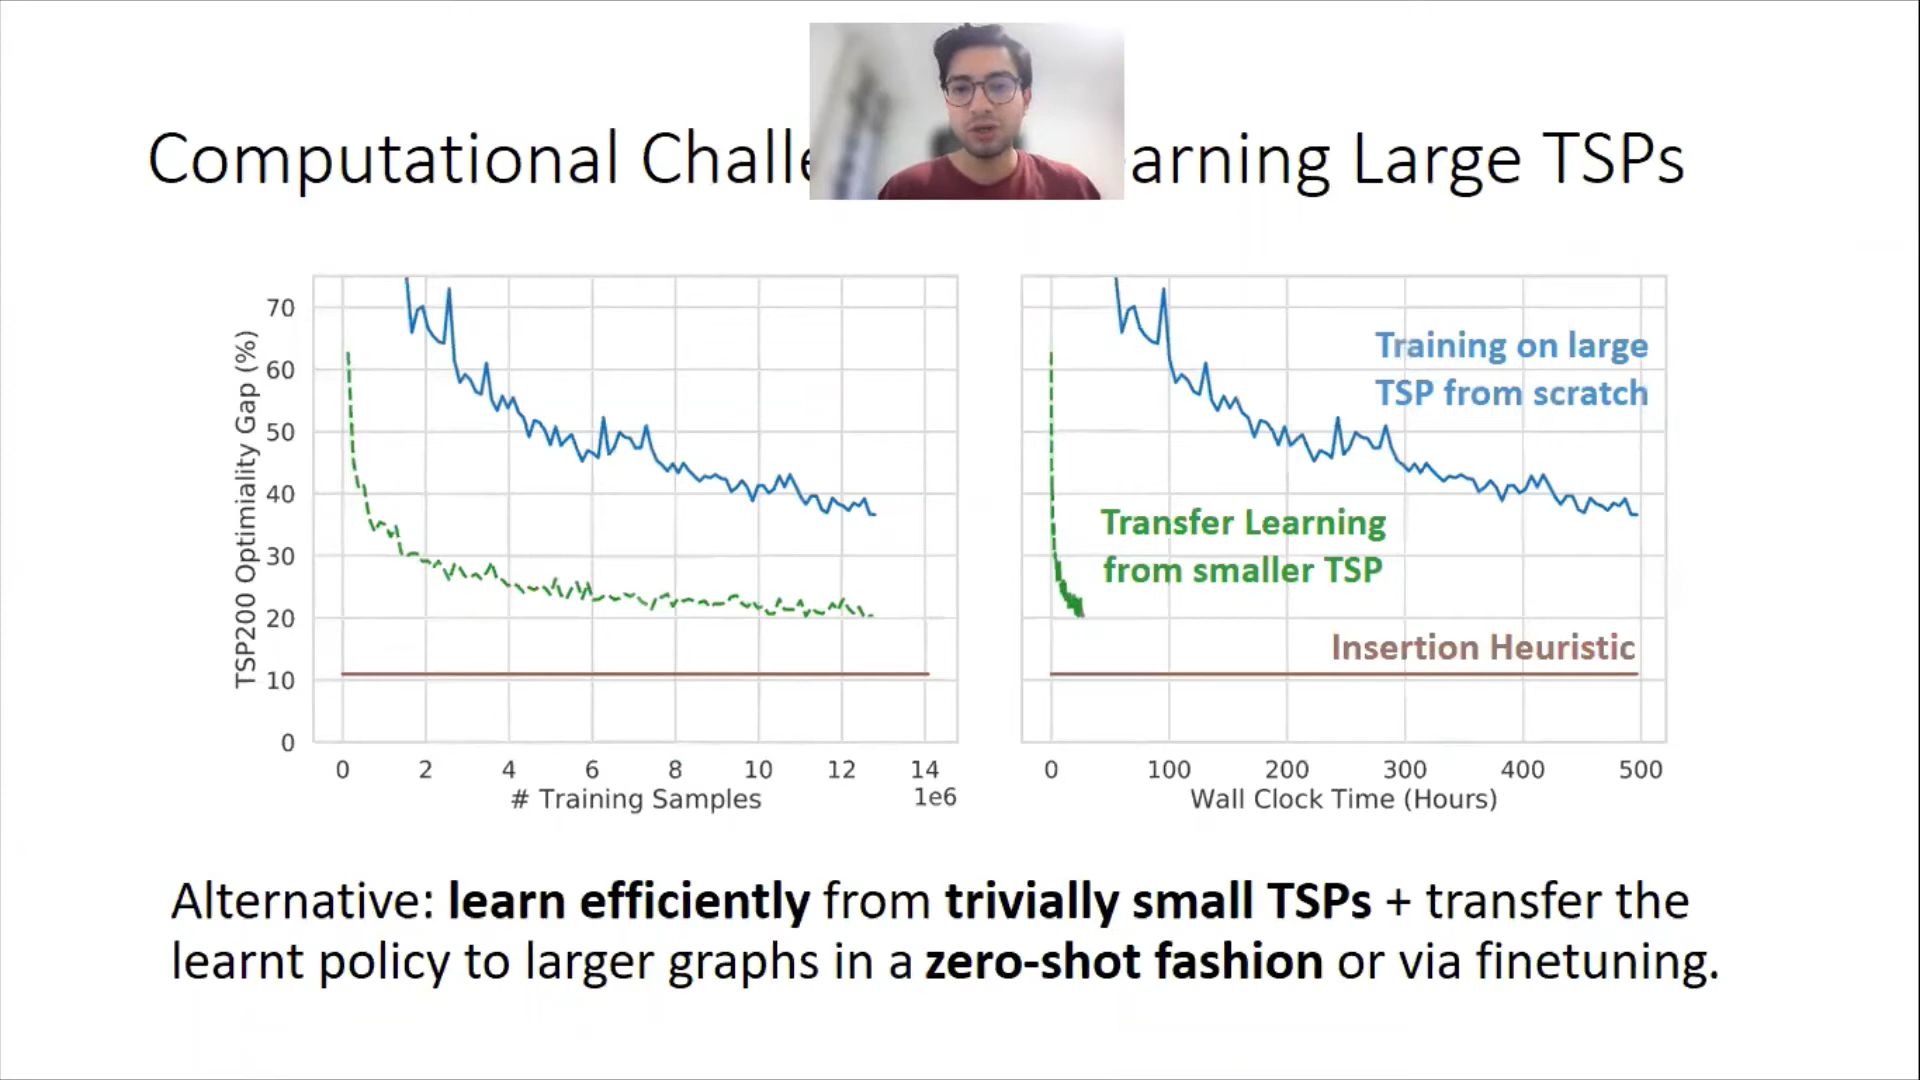 Computational Challe arning Large TSPs
TSP200 Optimiality Gap (%)
70
60
50
40
30
20
10
0
0 2 4 6 8 10 12 14
# Training Samples 1e6
Training on large
TSP from scratch
Transfer Learning
from smaller TSP
Insertion Heuristic
0 100 200 300 400 500
Wall Clock Time (Hours)
Alternative: learn efficiently from trivially small TSPs + transfer the
learnt policy to larger graphs in a zero-shot fashion or via finetuning.